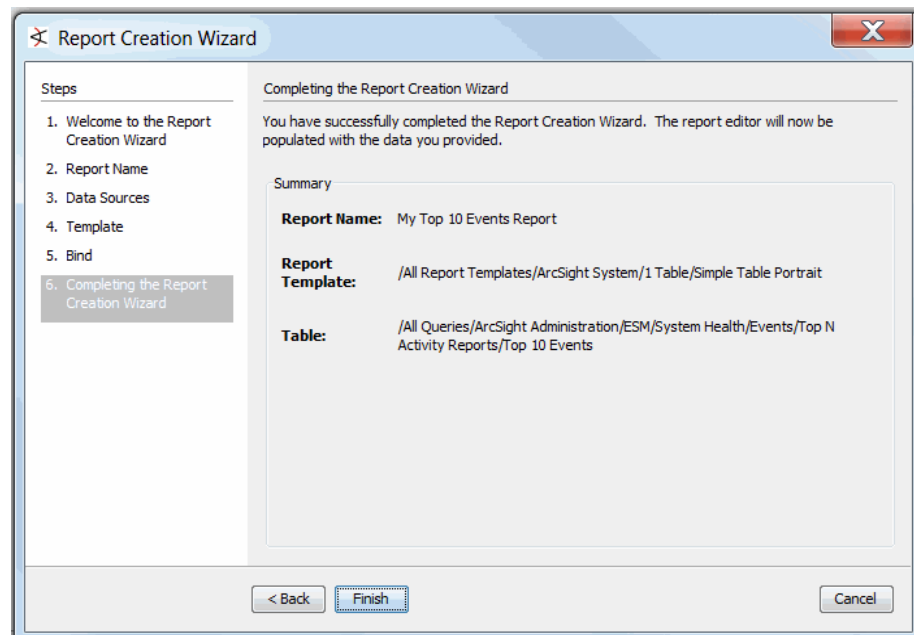 Report Creation Wizard
Steps
1. Welcome to the Report
Creation Wizard
2. Report Name
3. Data Sources
4. Template
5. Bind
6. Completing the Report
Creation Wizard
Completing the Report Creation Wizard
You have successfully completed the Report Creation Wizard. The report editor will now be
populated with the data you provided.
Summary
Report Name: My Top 10 Events Report
Report
Template: /All Report Templates/ArcSight System/1 Table/Simple Table Portrait
Table: /All Queries/ArcSight Administration/ESM/System Health/Events/Top N
Activity Reports/Top 10 Events
< Back Finish Cancel